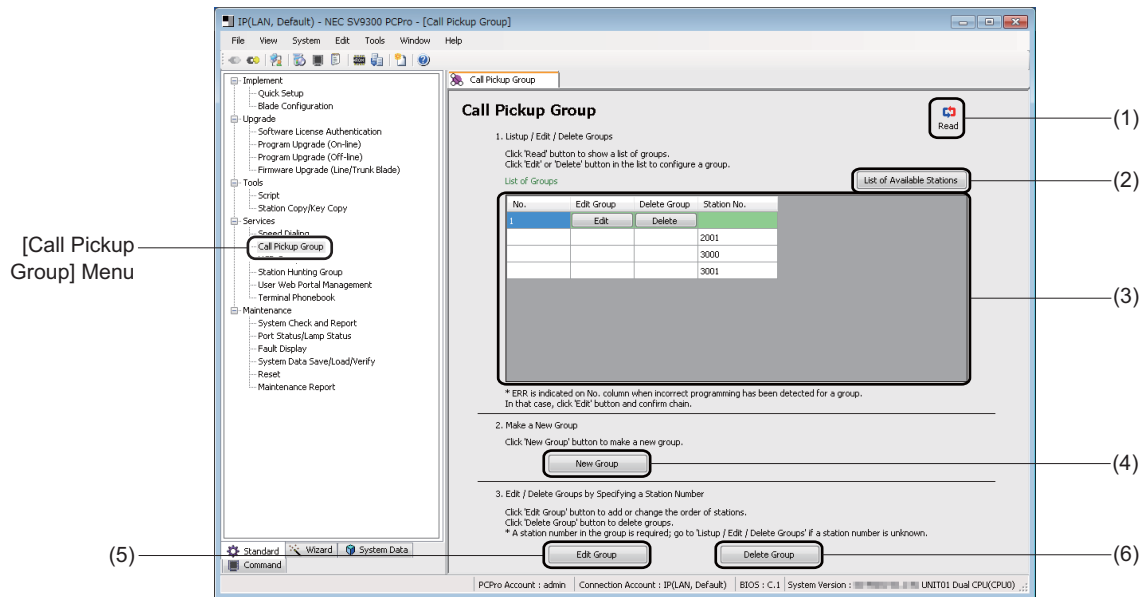 IP(LAN, Default) - NEC SV9300 PCPro - [Call Pickup Group]
File View System Edit Tools Window Help
Implement
Quick Setup
Blade Configuration
Upgrade
Software License Authentication
Program Upgrade (On-line)
Program Upgrade (Off-line)
Firmware Upgrade (Line/Trunk Blade)
Tools
Script
Station Copy/Key Copy
Services
Speed Dialing
Call Pickup Group
Station Hunting Group
User Web Portal Management
Terminal Phonebook
Maintenance
System Check and Report
Port Status/Lamp Status
Fault Display
System Data Save/Load/Verify
Reset
Maintenance Report
[Call Pickup
Group] Menu
Standard Wizard System Data
Command
Call Pickup Group
Call Pickup Group
Read
(1)
1. Listup / Edit / Delete Groups
Click 'Read' button to show a list of groups.
Click 'Edit' or 'Delete' button in the list to configure a group.
List of Groups
List of Available Stations
(2)
No. Edit Group Delete Group Station No.
1 Edit Delete
2001
3000
3001
(3)
* ERR is indicated on No. column when incorrect programming has been detected for a group.
In that case, click 'Edit' button and confirm chain.
2. Make a New Group
Click 'New Group' button to make a new group.
New Group
(4)
3. Edit / Delete Groups by Specifying a Station Number
Click 'Edit Group' button to add or change the order of stations.
Click 'Delete Group' button to delete groups.
* A station number in the group is required; go to 'Listup / Edit / Delete Groups' if a station number is unknown.
(5)
Edit Group
Delete Group
(6)
PCPro Account : admin Connection Account : IP(LAN, Default) BIOS : C.1 System Version : UNIT01 Dual CPU(CPU0)